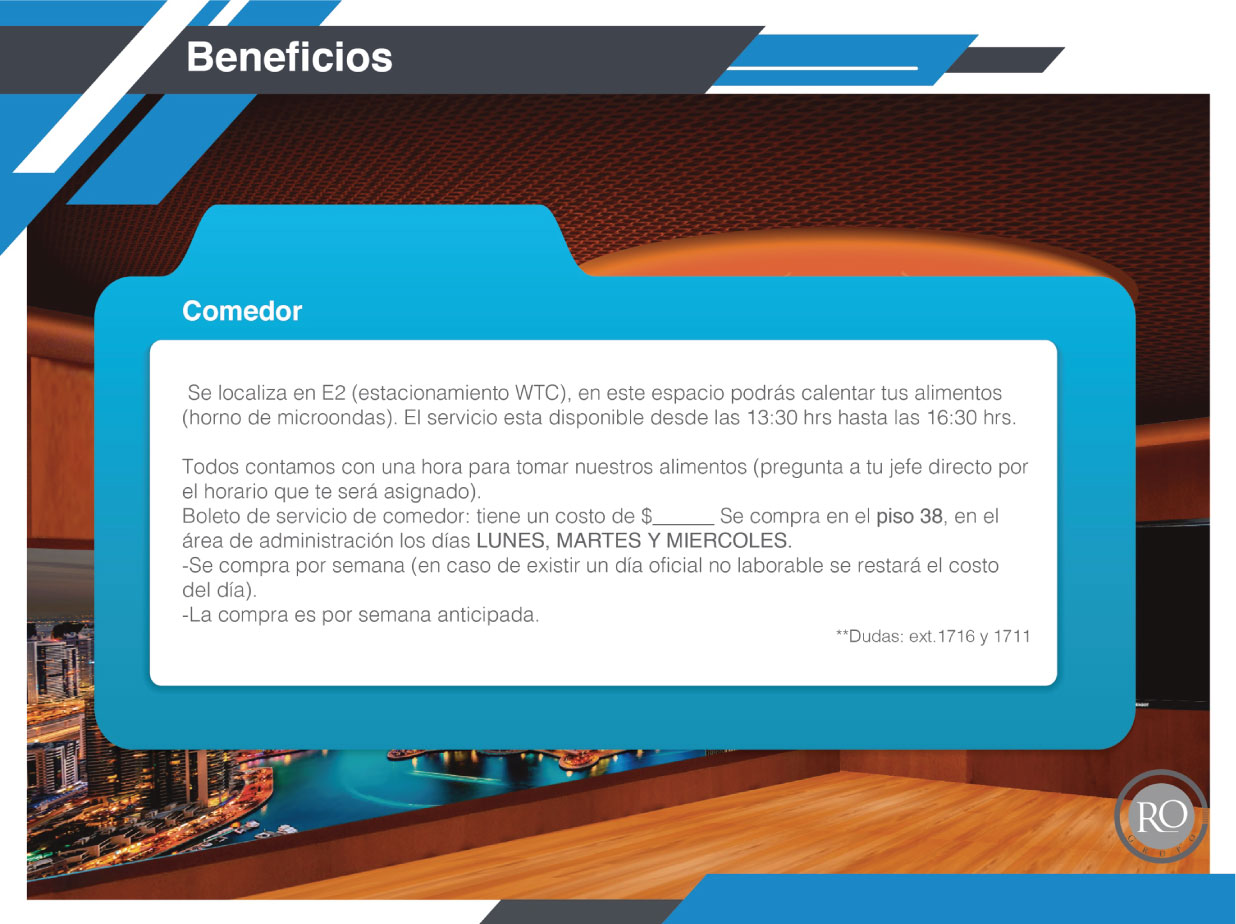 Beneficios
Comedor
Se localiza en E2 (estacionamiento WTC), en este espacio podrás calentar tus alimentos
(horno de microondas). El servicio esta disponible desde las 13:30 hrs hasta las 16:30 hrs.
Todos contamos con una hora para tomar nuestros alimentos (pregunta a tu jefe directo por
el horario que te será asignado).
Boleto de servicio de comedor: tiene un costo de $______ Se compra en el piso 38, en el
área de administración los días LUNES, MARTES Y MIERCOLES.
-Se compra por semana (en caso de existir un día oficial no laborable se restará el costo
del día).
-La compra es por semana anticipada.
**Dudas: ext.1716 y 1711
RO
GRUPO